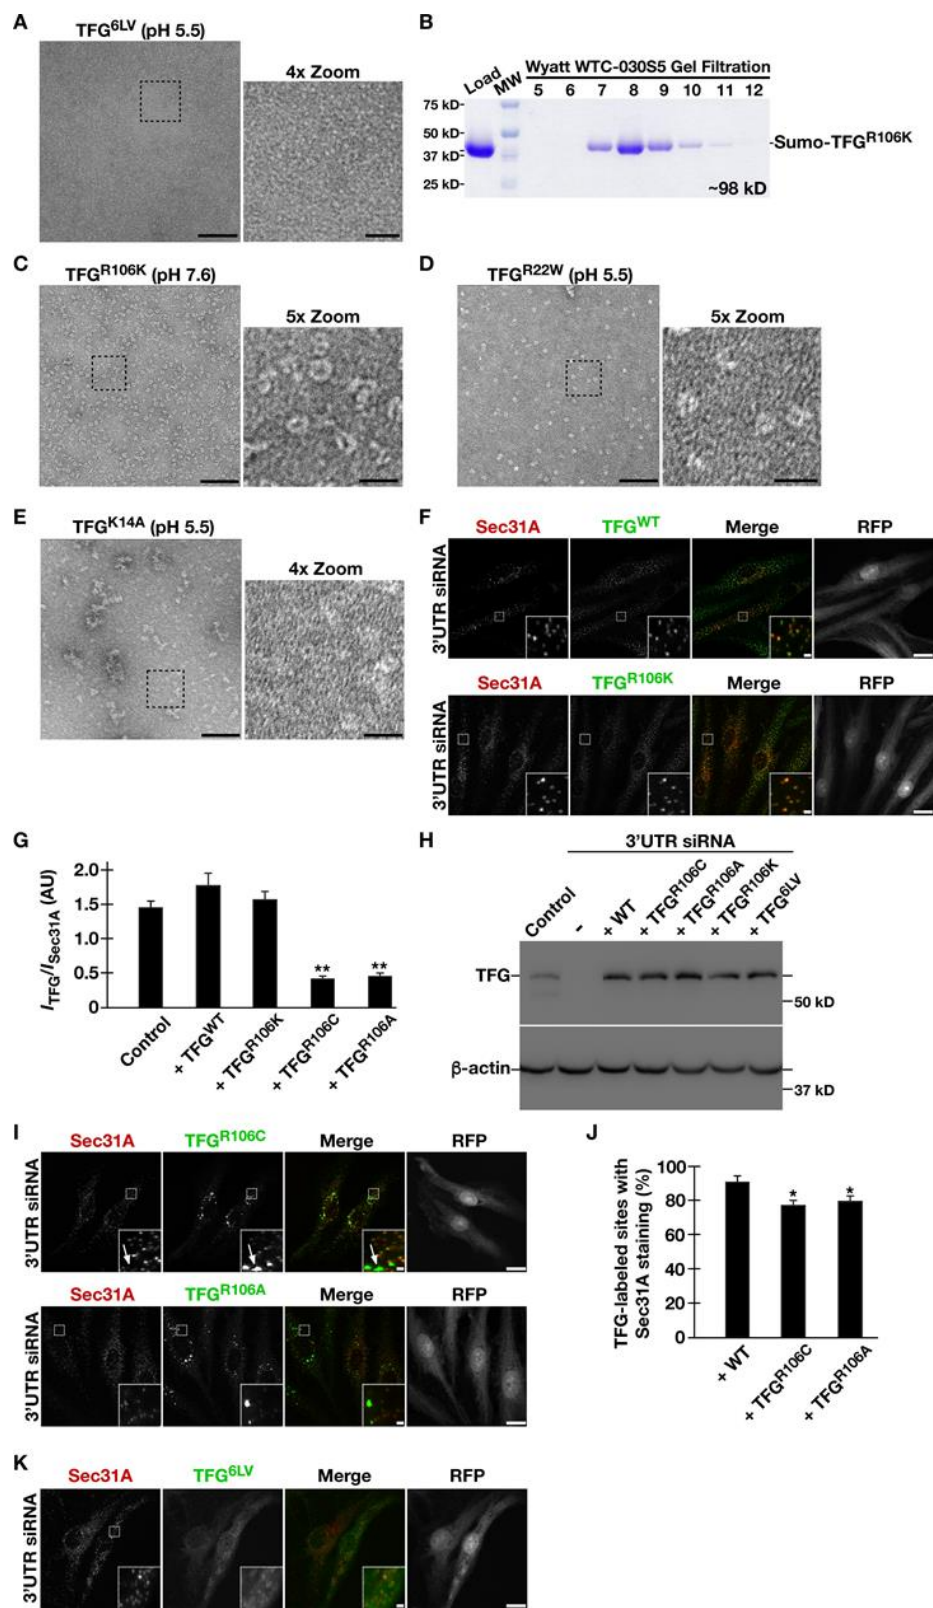 A
TFG6LV (pH 5.5)
4x Zoom
B
Wyatt WTC-030S5 Gel Filtration
Load MW 5 6 7 8 9 10 11 12
75 kD
50 kD
37 kD
25 kD
Sumo-TFGR106K
~98 kD
C
TFGR106K (pH 7.6)
5x Zoom
D
TFGR22W (pH 5.5)
5x Zoom
E
TFGK14A (pH 5.5)
4x Zoom
F
Sec31A TFGWT Merge RFP
3'UTR siRNA
Sec31A TFGR106K Merge RFP
3'UTR siRNA
G
ITFG/ISec31A (AU)
2.0
1.5
1.0
0.5
0
** **
Control
+ TFGWT
+ TFGR106K
+ TFGR106C
+ TFGR106A
H
3'UTR siRNA
Control - + WT + TFGR106C + TFGR106A + TFGR106K + TFG6LV
TFG
50 kD
β-actin
37 kD
I
Sec31A TFGR106C Merge RFP
3'UTR siRNA
Sec31A TFGR106A Merge RFP
3'UTR siRNA
J
TFG-labeled sites with
Sec31A staining (%)
100
80
60
40
20
0
* *
+ WT
+ TFGR106C
+ TFGR106A
K
Sec31A TFG6LV Merge RFP
3'UTR siRNA